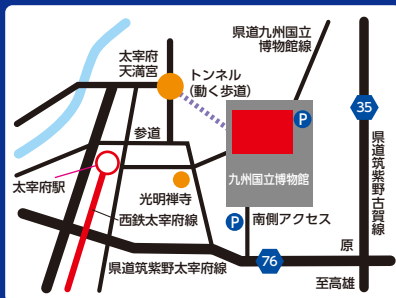 県道九州国立
博物館線
太宰府
天満宮
トンネル
(動く歩道)
35
P
参道
県道筑紫野古賀線
太宰府駅
九州国立博物館
光明禅寺
西鉄太宰府線
P
南側アクセス
原
76
県道筑紫野太宰府線
至高雄